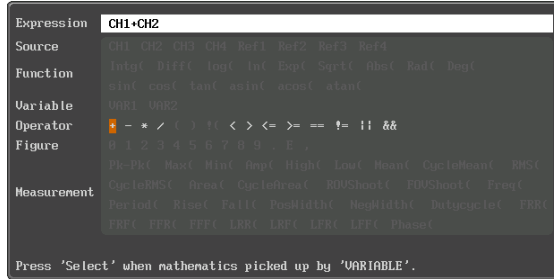 Expression CH1+CH2
Source CH1 CH2 CH3 CH4 Ref1 Ref2 Ref3 Ref4
Function Intg( Diff( log( ln( Exp( Sqrt( Abs( Rad( Deg(
sin( cos( tan( asin( acos( atan(
Variable VAR1 VAR2
Operator + - * / ( ) !( < > <= >= == != || &&
Figure 0 1 2 3 4 5 6 7 8 9 . E ,
Measurement Pk-Pk( Max( Min( Amp( High( Low( Mean( CycleMean( RMS(
CycleRMS( Area( CycleArea( ROVShoot( FOVShoot( Freq(
Period( Rise( Fall( PosWidth( NegWidth( Dutycycle( FRR(
FRF( FFR( FFF( LRR( LRF( LFR( LFF( Phase(
Press 'Select' when mathematics picked up by 'VARIABLE'.